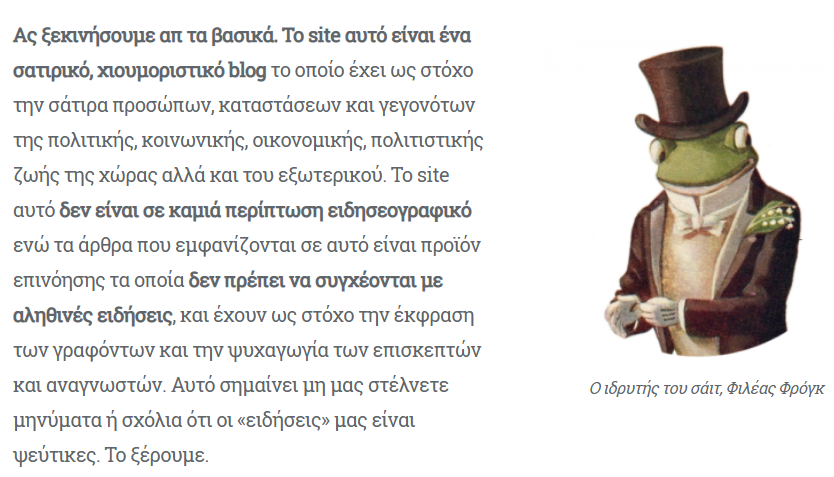 Ας ξεκινήσουμε απ τα βασικά. Το site αυτό είναι ένα
σατιρικό, χιουμοριστικό blog το οποίο έχει ως στόχο
την σάτιρα προσώπων, καταστάσεων και γεγονότων
της πολιτικής, κοινωνικής, οικονομικής, πολιτιστικής
ζωής της χώρας αλλά και του εξωτερικού. Το site
αυτό δεν είναι σε καμιά περίπτωση ειδησεογραφικό
ενώ τα άρθρα που εμφανίζονται σε αυτό είναι προϊόν
επινόησης τα οποία δεν πρέπει να συγχέονται με
αληθινές ειδήσεις, και έχουν ως στόχο την έκφραση
των γραφόντων και την ψυχαγωγία των επισκεπτών
και αναγνωστών. Αυτό σημαίνει μη μας στέλνετε
μηνύματα ή σχόλια ότι οι «ειδήσεις» μας είναι
ψεύτικες. Το ξέρουμε.
Ο ιδρυτής του σάιτ, Φιλέας Φρόγκ